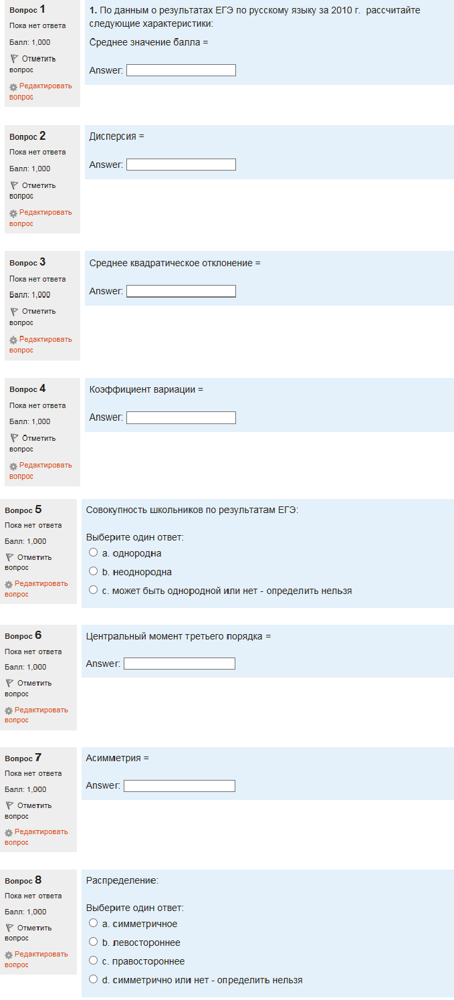 Вопрос 1
Пока нет ответа
Балл: 1,000
Отметить
вопрос
Редактировать
вопрос
1. По данным о результатах ЕГЭ по русскому языку за 2010 г. рассчитайте
следующие характеристики:
Среднее значение балла =
Answer:
Вопрос 2
Пока нет ответа
Балл: 1,000
Отметить
вопрос
Редактировать
вопрос
Дисперсия =
Answer:
Вопрос 3
Пока нет ответа
Балл: 1,000
Отметить
вопрос
Редактировать
вопрос
Среднее квадратическое отклонение =
Answer:
Вопрос 4
Пока нет ответа
Балл: 1,000
Отметить
вопрос
Редактировать
вопрос
Коэффициент вариации =
Answer:
Вопрос 5
Пока нет ответа
Балл: 1,000
Отметить
вопрос
Редактировать
вопрос
Совокупность школьников по результатам ЕГЭ:
Выберите один ответ:
a. однородна
b. неоднородна
c. может быть однородной или нет - определить нельзя
Вопрос 6
Пока нет ответа
Балл: 1,000
Отметить
вопрос
Редактировать
вопрос
Центральный момент третьего порядка =
Answer:
Вопрос 7
Пока нет ответа
Балл: 1,000
Отметить
вопрос
Редактировать
вопрос
Асимметрия =
Answer:
Вопрос 8
Пока нет ответа
Балл: 1,000
Отметить
вопрос
Редактировать
вопрос
Распределение:
Выберите один ответ:
a. симметричное
b. левостороннее
c. правостороннее
d. симметрично или нет - определить нельзя